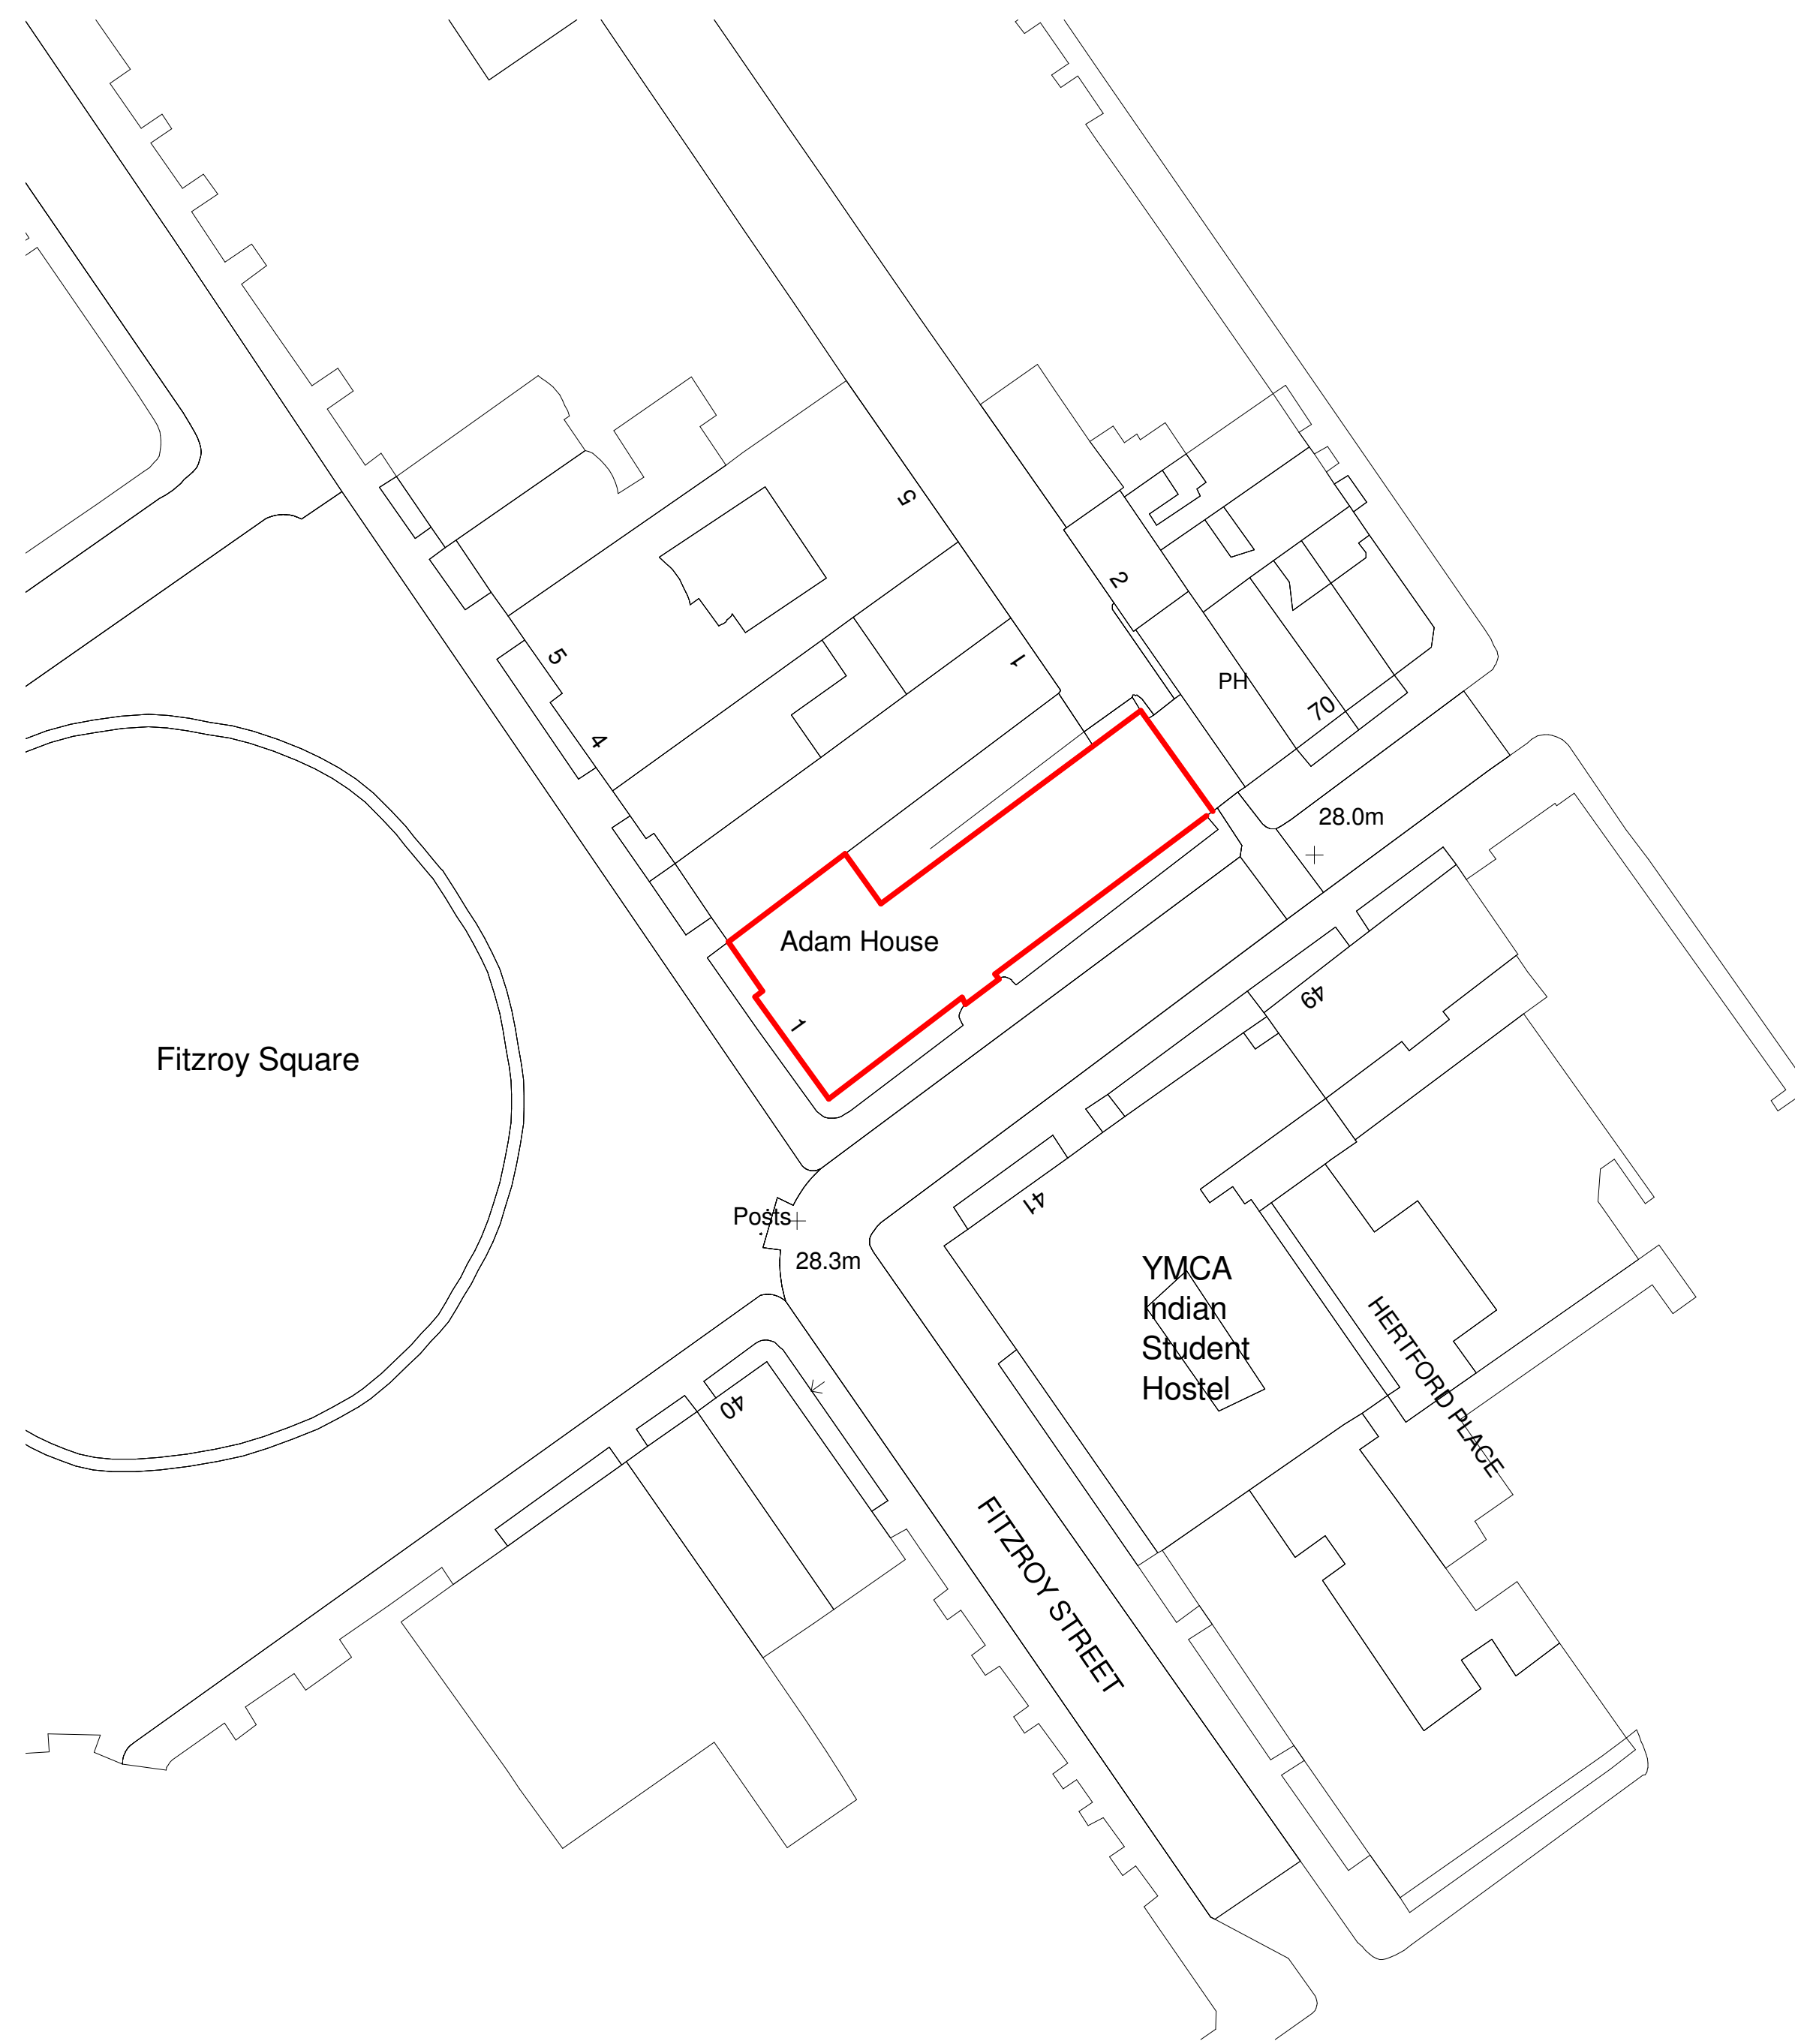 5
2
5
1
PH
70
4
28.0m
Adam House
49
1
Fitzroy Square
41
Posts
28.3m
YMCA
Indian
Student
Hostel
HERTFORD PLACE
40
FITZROY STREET